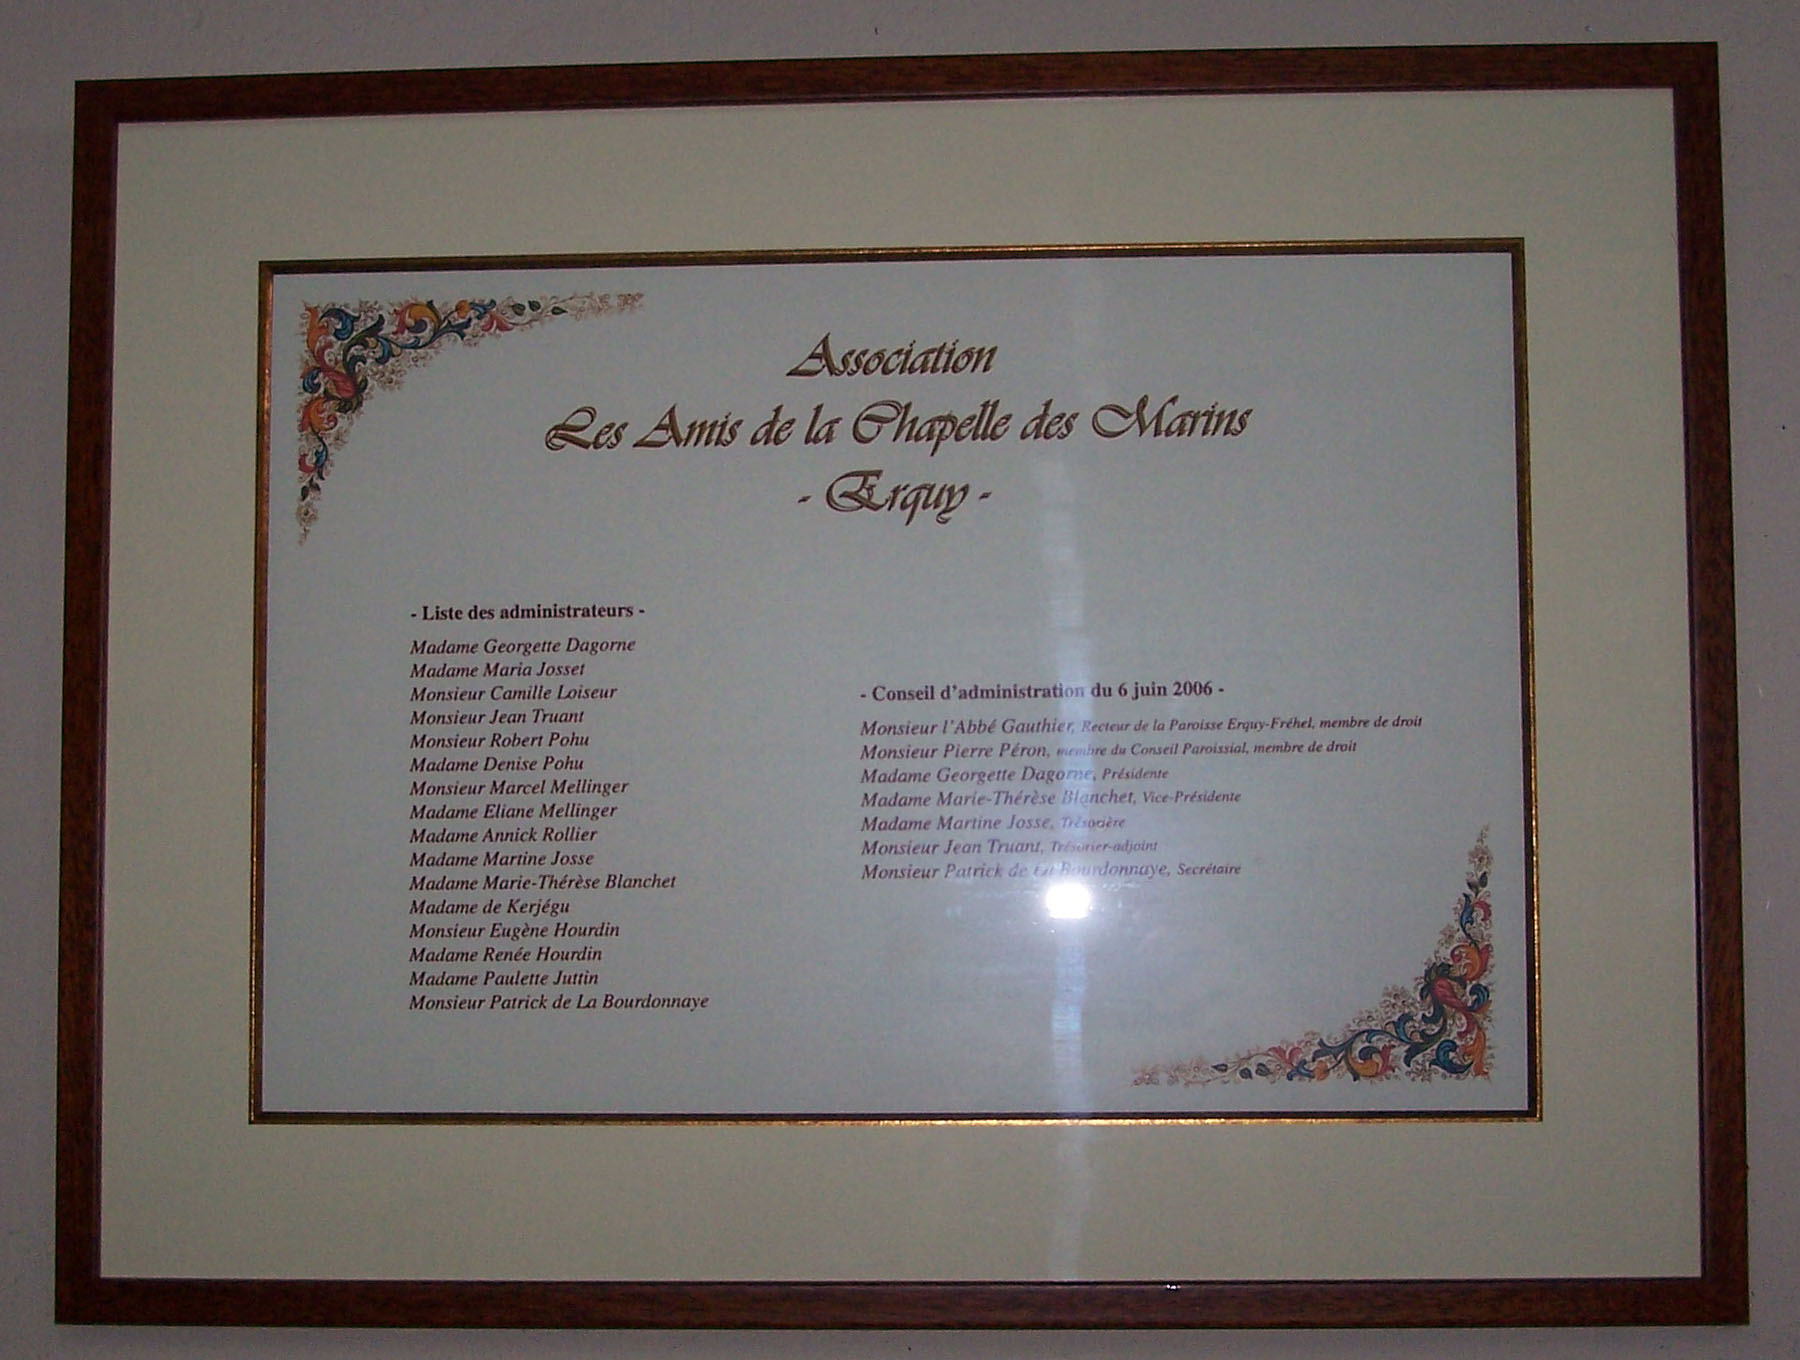 Association
Les Amis de la Chapelle des Marins
- Erquy -
- Liste des administrateurs -
Madame Georgette Dagorne
Madame Maria Josset
Monsieur Camille Loiseur
Monsieur Jean Truant
Monsieur Robert Pohu
Madame Denise Pohu
Monsieur Marcel Mellinger
Madame Eliane Mellinger
Madame Annick Rollier
Madame Martine Josse
Madame Marie-Thérèse Blanchet
Madame de Kerjégu
Monsieur Eugène Hourdin
Madame Renée Hourdin
Madame Paulette Juttin
Monsieur Patrick de La Bourdonnaye
- Conseil d'administration du 6 juin 2006 -
Monsieur l'Abbé Gauthier, Recteur de la Paroisse Erquy-Fréhel, membre de droit
Monsieur Pierre Péron, membre du Conseil Paroissial, membre de droit
Madame Georgette Dagorne, Présidente
Madame Marie-Thérèse Blanchet, Vice-Présidente
Madame Martine Josse, Trésorière
Monsieur Jean Truant, Trésorier-adjoint
Monsieur Patrick de La Bourdonnaye, Secrétaire